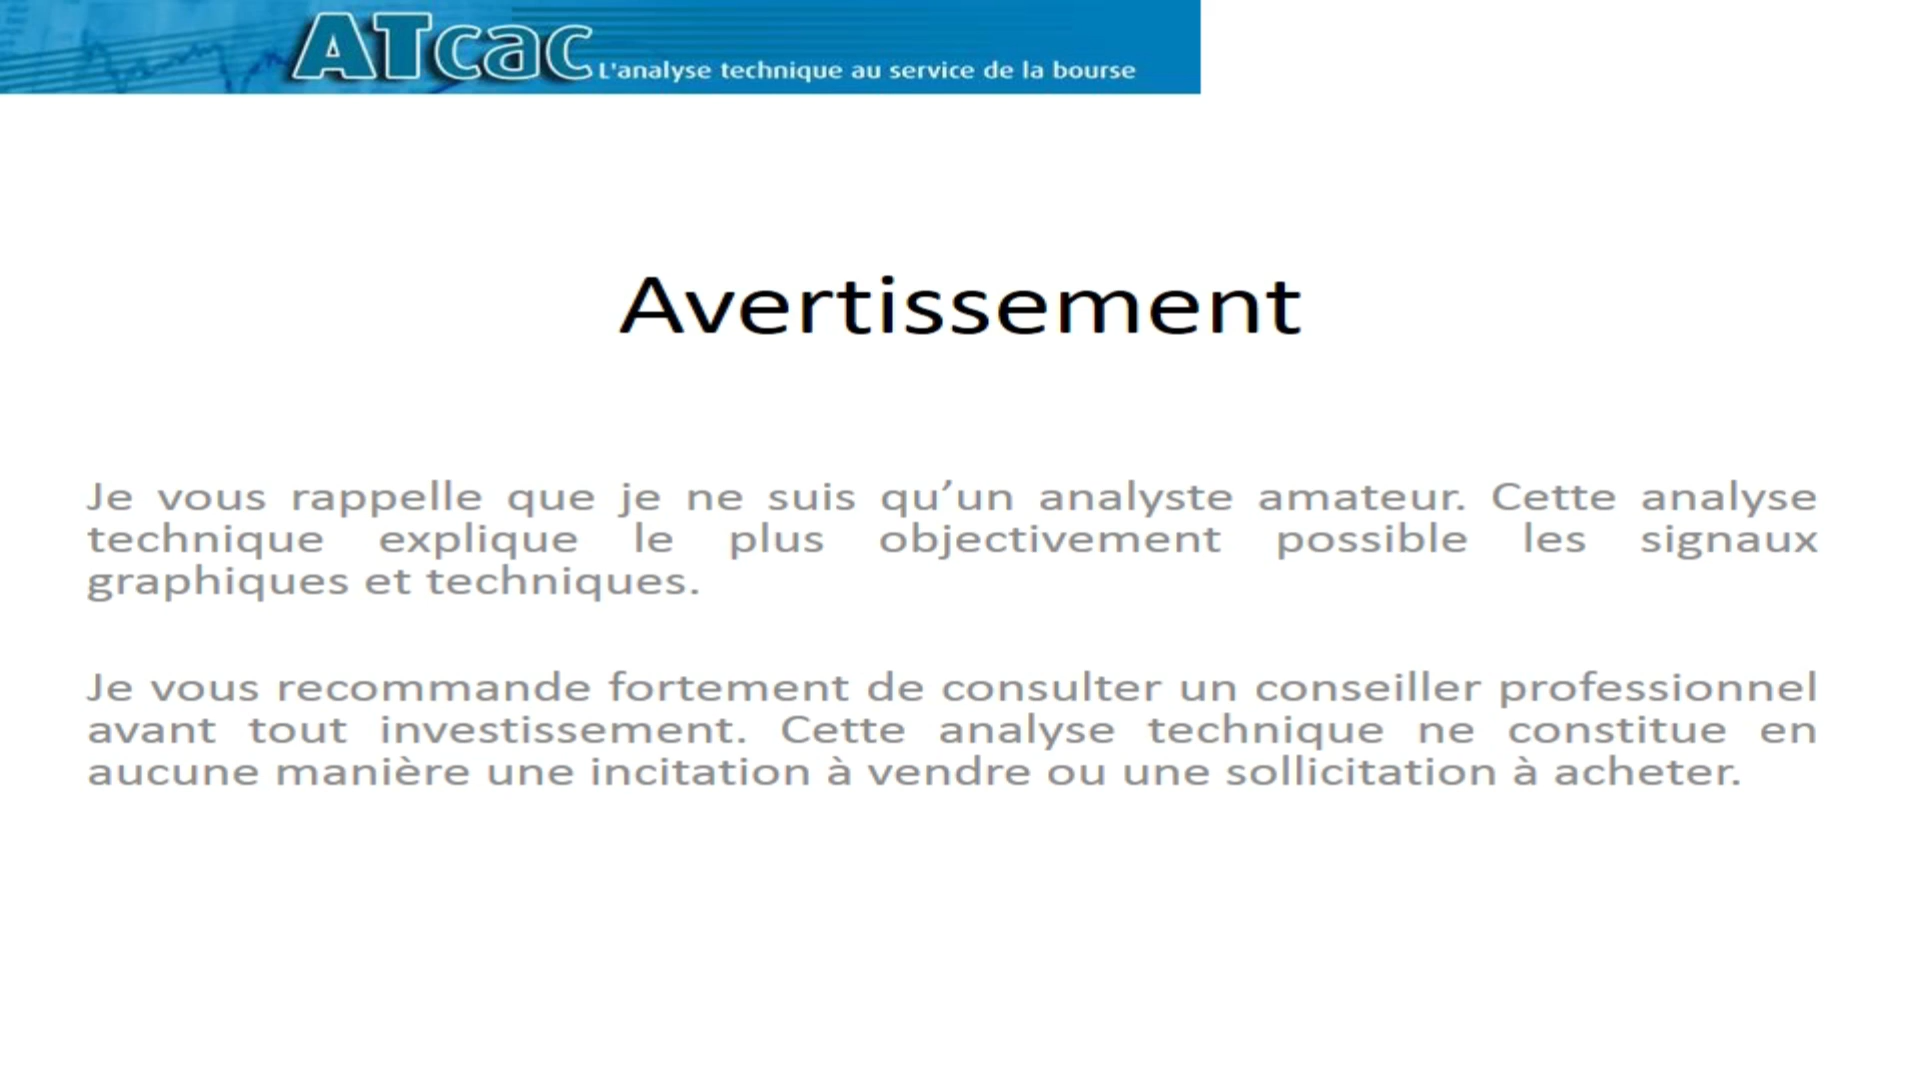 ATcac L'analyse technique au service de la bourse
Avertissement
Je vous rappelle que je ne suis qu’un analyste amateur. Cette analyse
technique explique le plus objectivement possible les signaux
graphiques et techniques.
Je vous recommande fortement de consulter un conseiller professionnel
avant tout investissement. Cette analyse technique ne constitue en
aucune manière une incitation à vendre ou une sollicitation à acheter.